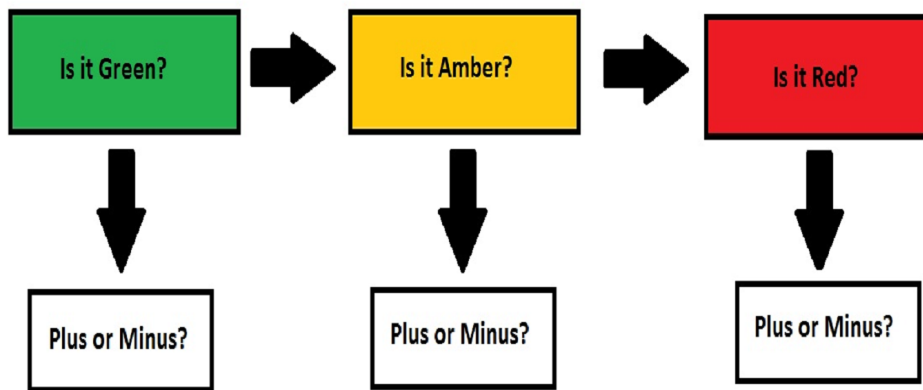 Is it Green?
Is it Amber?
Is it Red?
Plus or Minus?
Plus or Minus?
Plus or Minus?